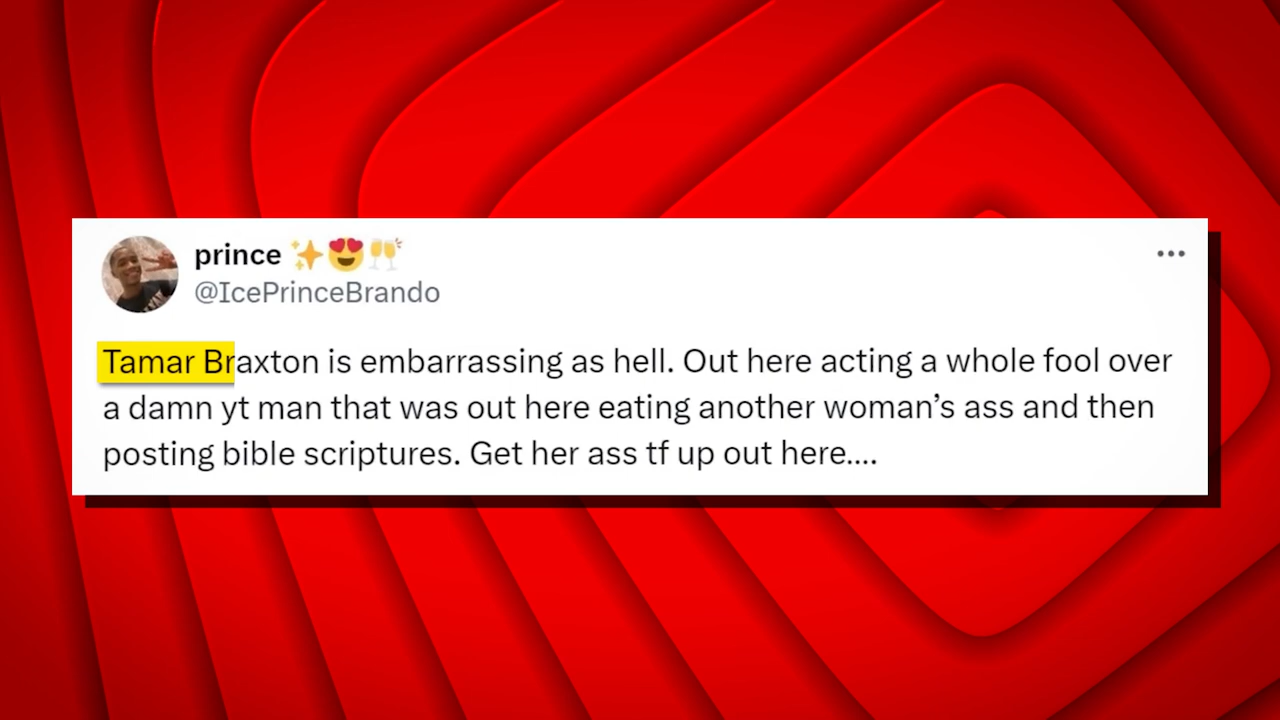 prince ✨😍🥂
@IcePrinceBrando
Tamar Braxton is embarrassing as hell. Out here acting a whole fool over
a damn yt man that was out here eating another woman’s ass and then
posting bible scriptures. Get her ass tf up out here....